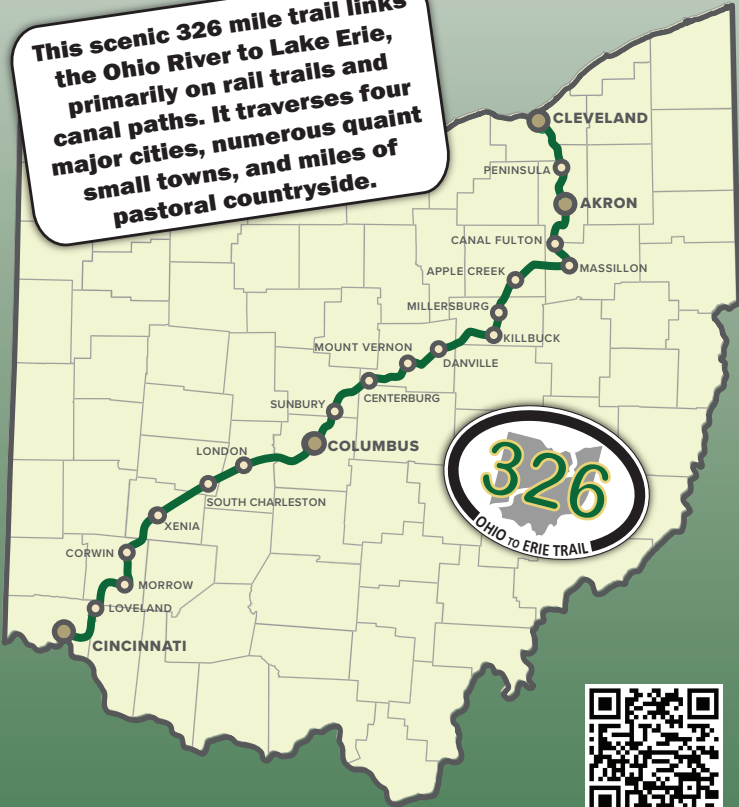 This scenic 326 mile trail links
the Ohio River to Lake Erie,
primarily on rail trails and
canal paths. It traverses four
major cities, numerous quaint
small towns, and miles of
pastoral countryside.
CLEVELAND
PENINSULA
AKRON
CANAL FULTON
MASSILLON
APPLE CREEK
MILLERSBURG
KILLBUCK
MOUNT VERNON
DANVILLE
CENTERBURG
SUNBURY
COLUMBUS
LONDON
SOUTH CHARLESTON
XENIA
CORWIN
MORROW
LOVELAND
CINCINNATI
326
OHIO TO ERIE TRAIL